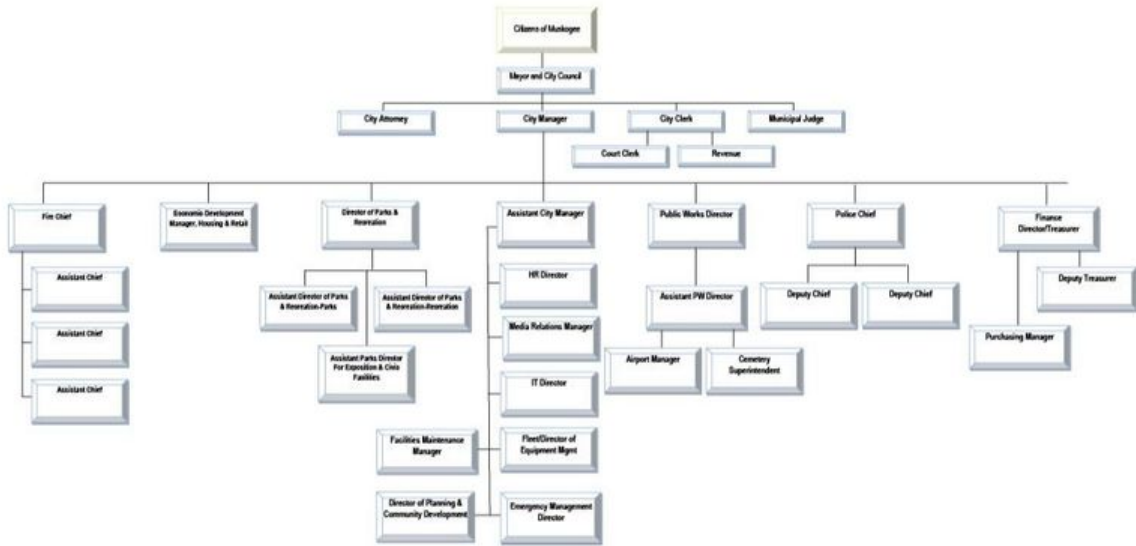 Citizens of Muskogee
Mayor and City Council
City Attorney
City Manager
City Clerk
Municipal Judge
Court Clerk
Revenue
Fire Chief
Economic Development
Manager, Housing & Retail
Director of Parks &
Recreation
Assistant City Manager
Public Works Director
Police Chief
Finance
Director/Treasurer
Assistant Chief
Assistant Chief
Assistant Chief
Assistant Director of Parks
& Recreation-Parks
Assistant Director of Parks
& Recreation-Recreation
Assistant Parks Director
For Exposition & Civic
Facilities
HR Director
Media Relations Manager
IT Director
Facilities Maintenance
Manager
Fleet/Director of
Equipment Mgmt
Director of Planning &
Community Development
Emergency Management
Director
Assistant PW Director
Airport Manager
Cemetery
Superintendent
Deputy Chief
Deputy Chief
Deputy Treasurer
Purchasing Manager